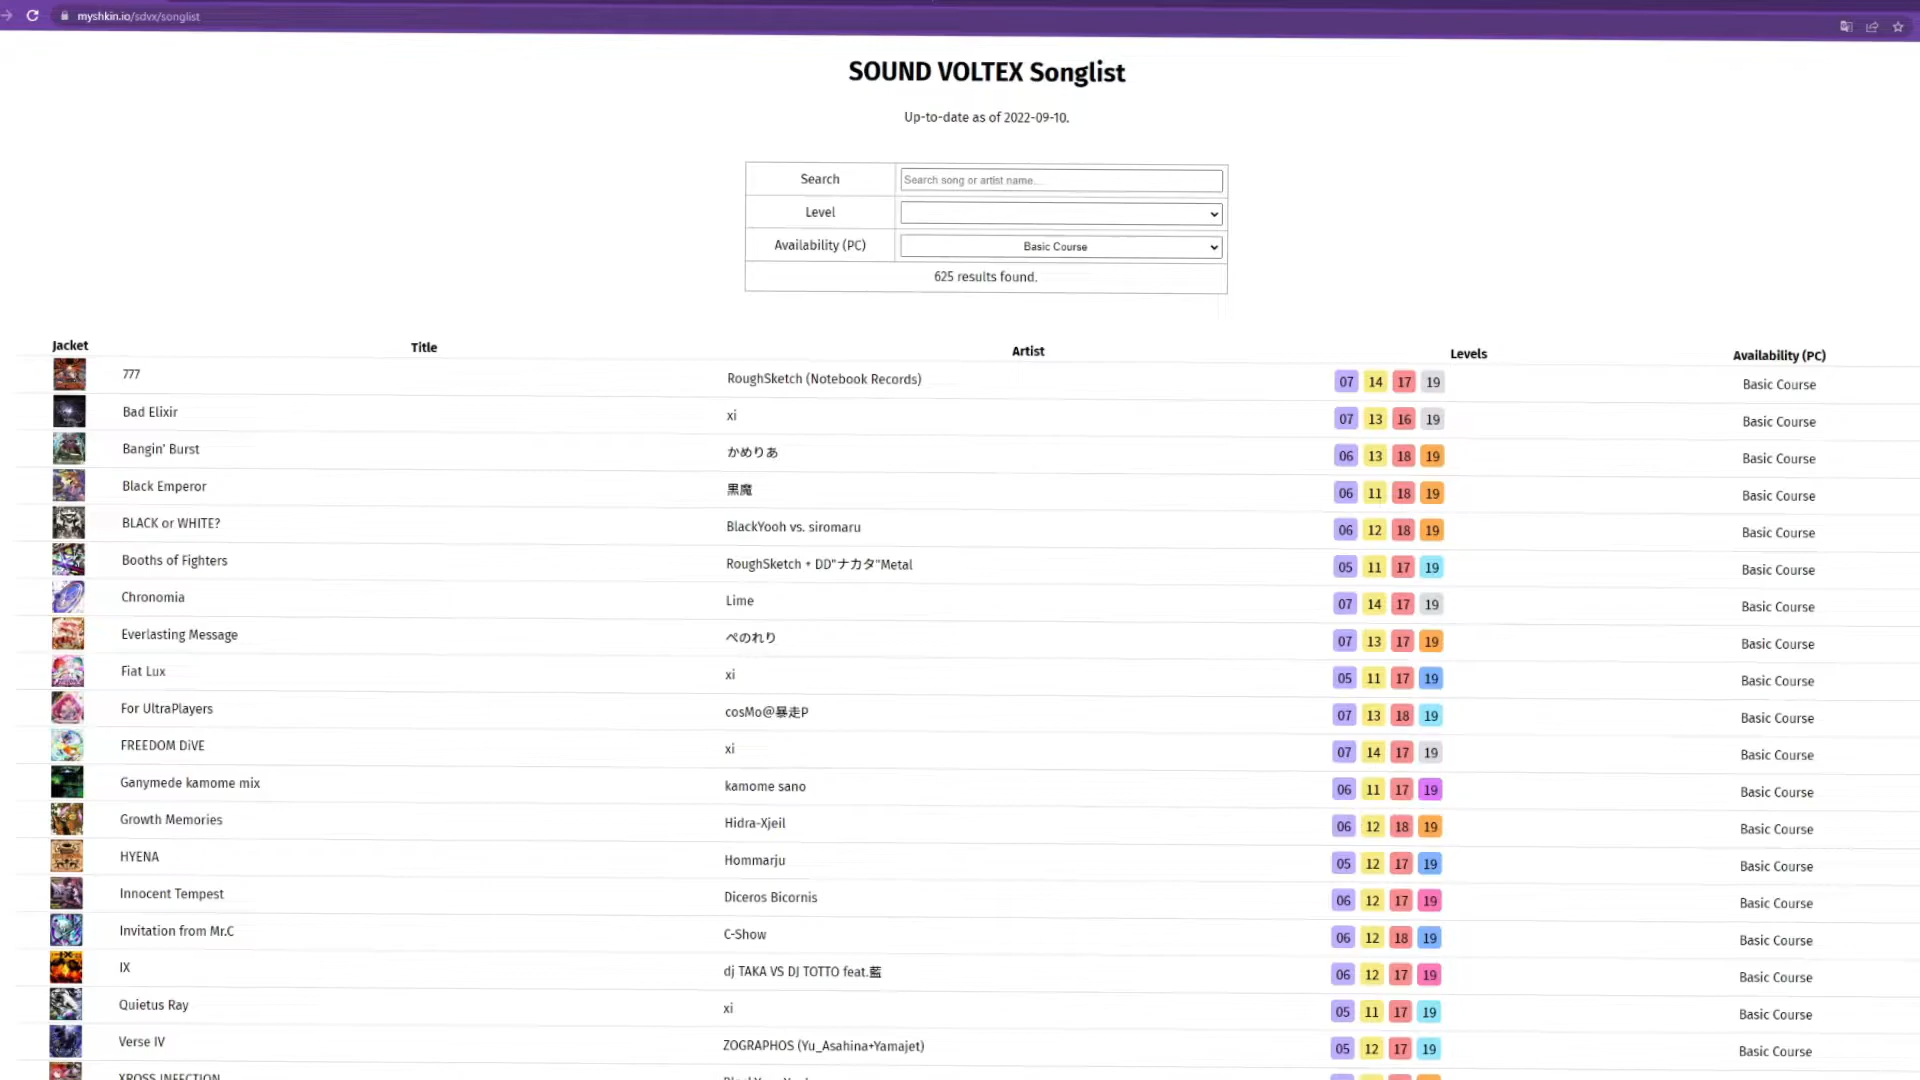 myshkin.io/sdvx/songlist
SOUND VOLTEX Songlist
Up-to-date as of 2022-09-10.
Search Search song or artist name...
Level
Availability (PC) Basic Course
625 results found.
Jacket Title Artist Levels Availability (PC)
777 RoughSketch (Notebook Records) 07 14 17 19 Basic Course
Bad Elixir xi 07 13 16 19 Basic Course
Bangin' Burst かめりあ 06 13 18 19 Basic Course
Black Emperor 黒魔 06 11 18 19 Basic Course
BLACK or WHITE? BlackYooh vs. siromaru 06 12 18 19 Basic Course
Booths of Fighters RoughSketch + DD"ナカタ"Metal 05 11 17 19 Basic Course
Chronomia Lime 07 14 17 19 Basic Course
Everlasting Message ぺのれり 07 13 17 19 Basic Course
Fiat Lux xi 05 11 17 19 Basic Course
For UltraPlayers cosMo＠暴走P 07 13 18 19 Basic Course
FREEDOM DiVE xi 07 14 17 19 Basic Course
Ganymede kamome mix kamome sano 06 11 17 19 Basic Course
Growth Memories Hidra-Xjeil 06 12 18 19 Basic Course
HYENA Hommarju 05 12 17 19 Basic Course
Innocent Tempest Diceros Bicornis 06 12 17 19 Basic Course
Invitation from Mr.C C-Show 06 12 18 19 Basic Course
IX dj TAKA VS DJ TOTTO feat.藍 06 12 17 19 Basic Course
Quietus Ray xi 05 11 17 19 Basic Course
Verse IV ZOGRAPHOS (Yu_Asahina+Yamajet) 05 12 17 19 Basic Course
XROSS INFECTION